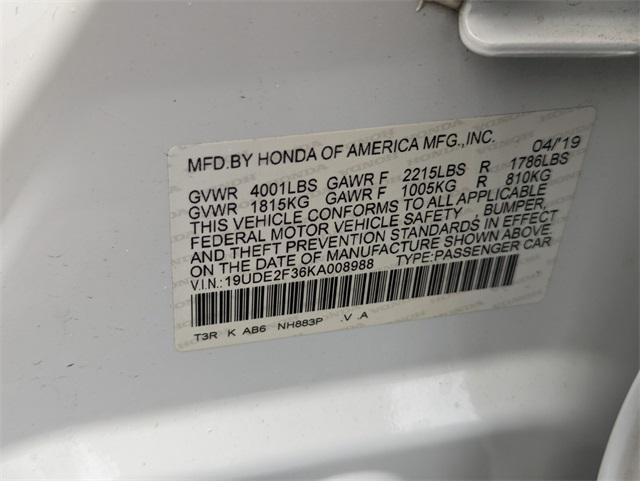 MFD.BY HONDA OF AMERICA MFG.,INC. 04/'19
GVWR 4001LBS GAWR F 2215LBS R 1786LBS
GVWR 1815KG GAWR F 1005KG R 810KG
THIS VEHICLE CONFORMS TO ALL APPLICABLE
FEDERAL MOTOR VEHICLE SAFETY , BUMPER,
AND THEFT PREVENTION STANDARDS IN EFFECT
ON THE DATE OF MANUFACTURE SHOWN ABOVE.
V.I.N.:19UDE2F36KA008988 TYPE:PASSENGER CAR
T3R K AB6 NH883P .V .A